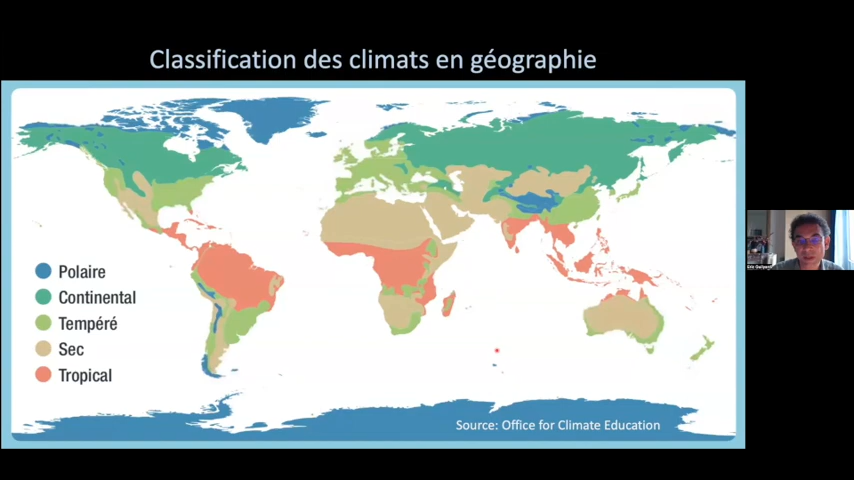 Classification des climats en géographie
Polaire
Continental
Tempéré
Sec
Tropical
Source: Office for Climate Education